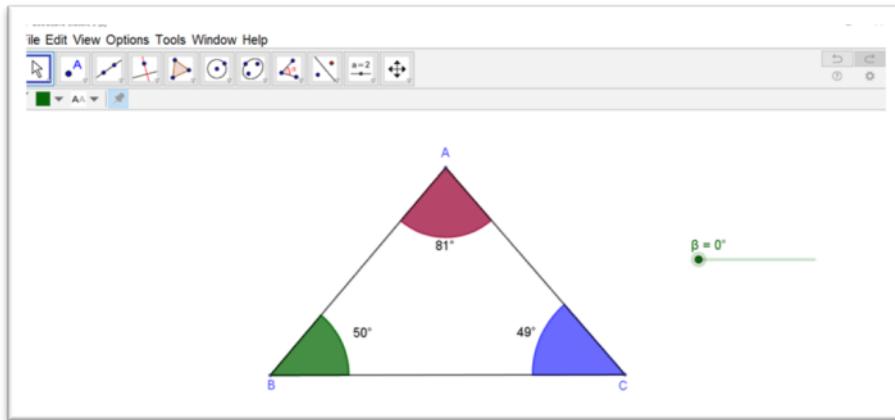 ile Edit View Options Tools Window Help
A
a=2
AA
A
81°
β = 0°
50°
49°
B
C